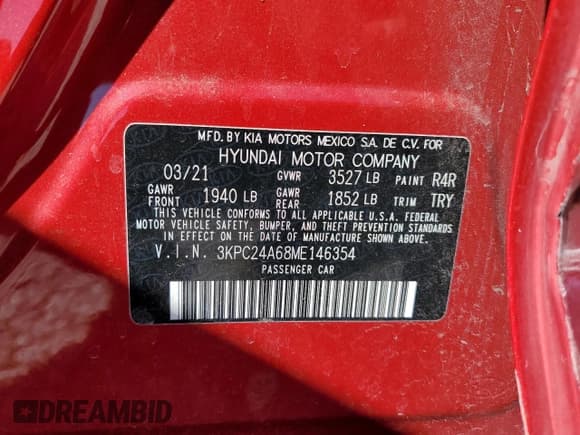 MFD. BY KIA MOTORS MEXICO S.A. DE C.V. FOR
HYUNDAI MOTOR COMPANY
03/21 GVWR 3527 LB PAINT R4R
GAWR FRONT 1940 LB GAWR REAR 1852 LB TRIM TRY
THIS VEHICLE CONFORMS TO ALL APPLICABLE U.S.A. FEDERAL
MOTOR VEHICLE SAFETY, BUMPER, AND THEFT PREVENTION
STANDARDS IN EFFECT ON THE DATE OF MANUFACTURE SHOWN ABOVE.
V.I.N. 3KPC24A68ME146354
PASSENGER CAR
DREAMBID